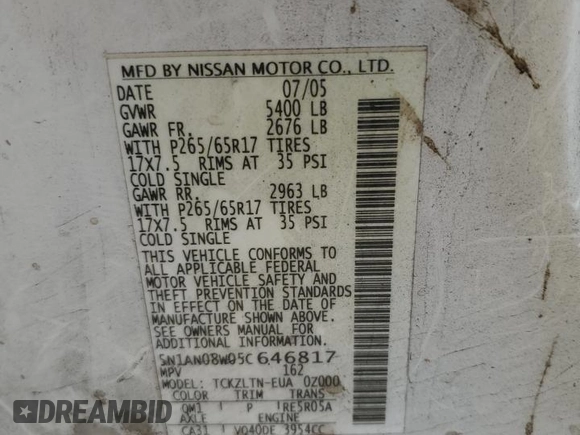 MFD BY NISSAN MOTOR CO., LTD.
DATE 07/05
GVWR 5400 LB
GAWR FR. 2676 LB
WITH P265/65R17 TIRES
17X7.5 RIMS AT 35 PSI
COLD SINGLE
GAWR RR. 2963 LB
WITH P265/65R17 TIRES
17X7.5 RIMS AT 35 PSI
COLD SINGLE
THIS VEHICLE CONFORMS TO
ALL APPLICABLE FEDERAL
MOTOR VEHICLE SAFETY AND
THEFT PREVENTION STANDARDS
IN EFFECT ON THE DATE OF
MANUFACTURE SHOWN ABOVE.
SEE OWNERS MANUAL FOR
ADDITIONAL INFORMATION
5N1AN08W05C646817
MPV 162
MODEL: TCKZLTN-EUA 0Z000
COLOR TRIM TRANS
QM1 P RE5R05A
AXLE ENGINE
CA31 VQ40DE 3954CC
DREAMBID